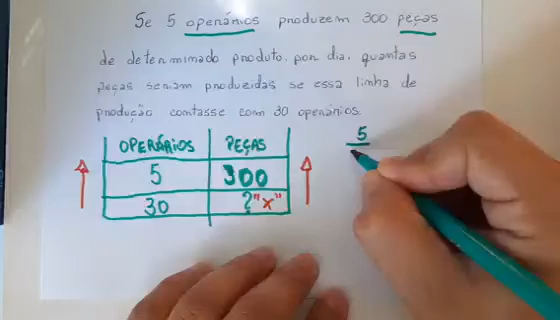 Se 5 operários produzem 300 peças
de determinado produto, por dia, quantas
peças seriam produzidas se essa linha de
produção contasse com 30 operários.
OPERÁRIOS PEÇAS
5 300
30 ? "x"
5